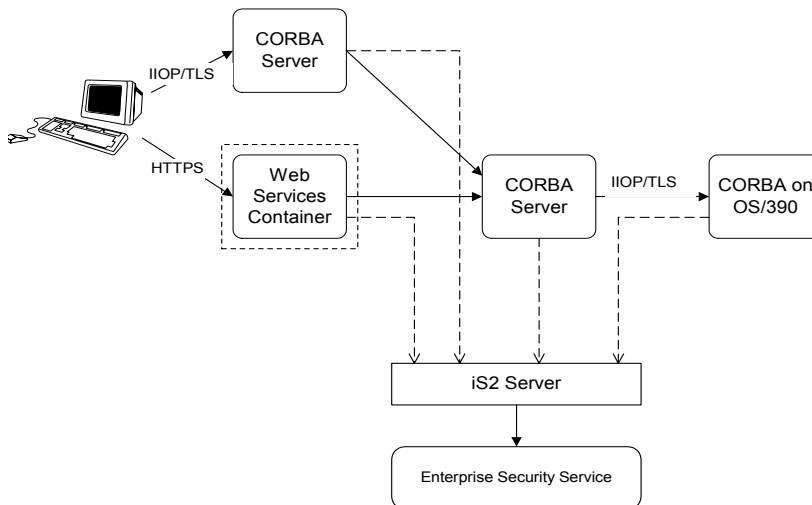 CORBA
Server
IIOP/TLS
HTTPS
Web
Services
Container
CORBA
Server
IIOP/TLS
CORBA on
OS/390
iS2 Server
Enterprise Security Service